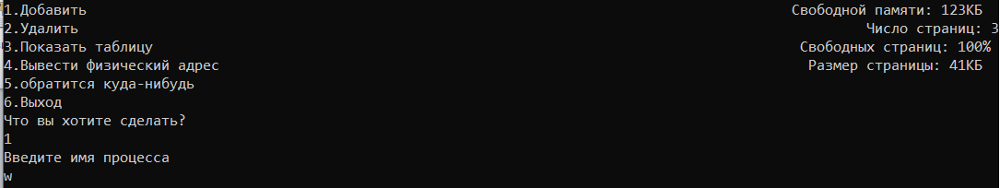 1.Добавить Свободной памяти: 123КБ
2.Удалить Число страниц: 3
3.Показать таблицу Свободных страниц: 100%
4.Вывести физический адрес Размер страницы: 41КБ
5.обратится куда-нибудь
6.Выход
Что вы хотите сделать?
1
Введите имя процесса
w